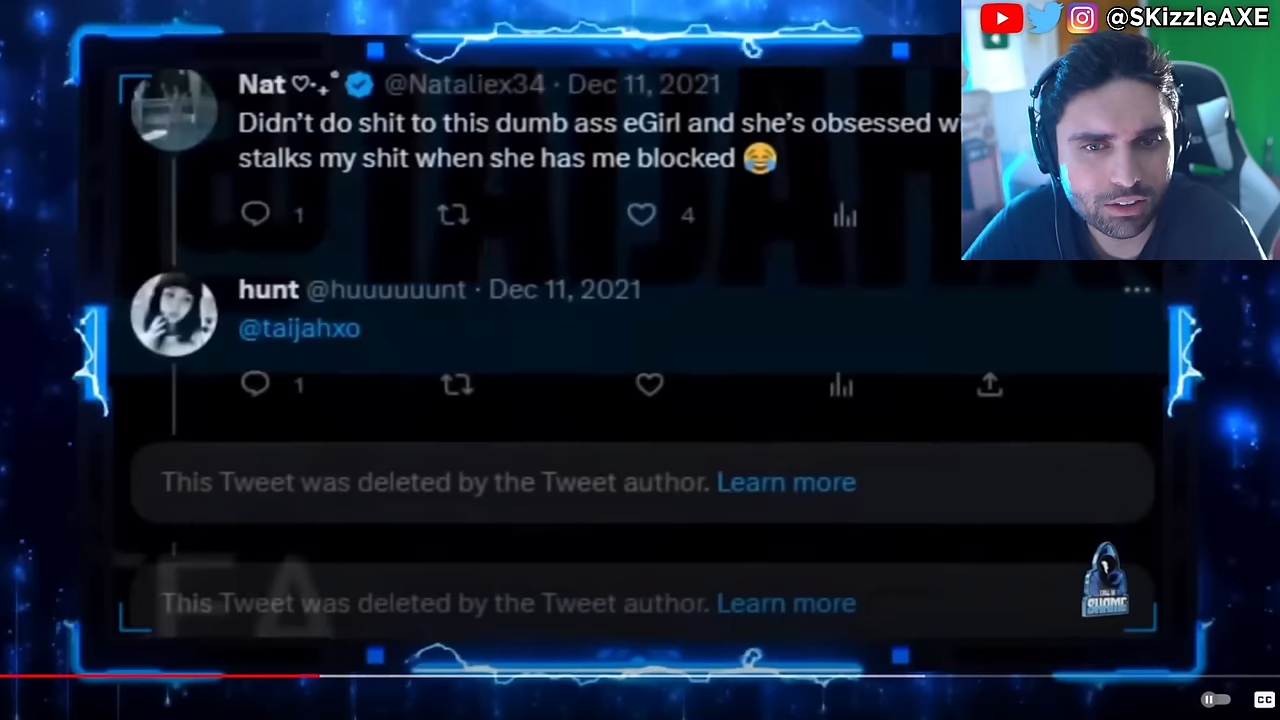 @SKizzleAXE
Nat @Nataliex34 · Dec 11, 2021
Didn't do shit to this dumb ass eGirl and she's obsessed w
stalks my shit when she has me blocked 😂
1
4
hunt @huuuuuunt · Dec 11, 2021
@taijahxo
1
This Tweet was deleted by the Tweet author. Learn more
This Tweet was deleted by the Tweet author. Learn more
SHAME
CC